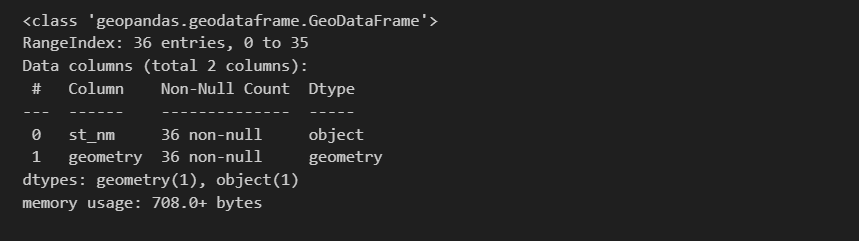 <class 'geopandas.geodataframe.GeoDataFrame'>
RangeIndex: 36 entries, 0 to 35
Data columns (total 2 columns):
 #   Column    Non-Null Count  Dtype
---  ------    --------------  -----
 0   st_nm     36 non-null     object
 1   geometry  36 non-null     geometry
dtypes: geometry(1), object(1)
memory usage: 708.0+ bytes